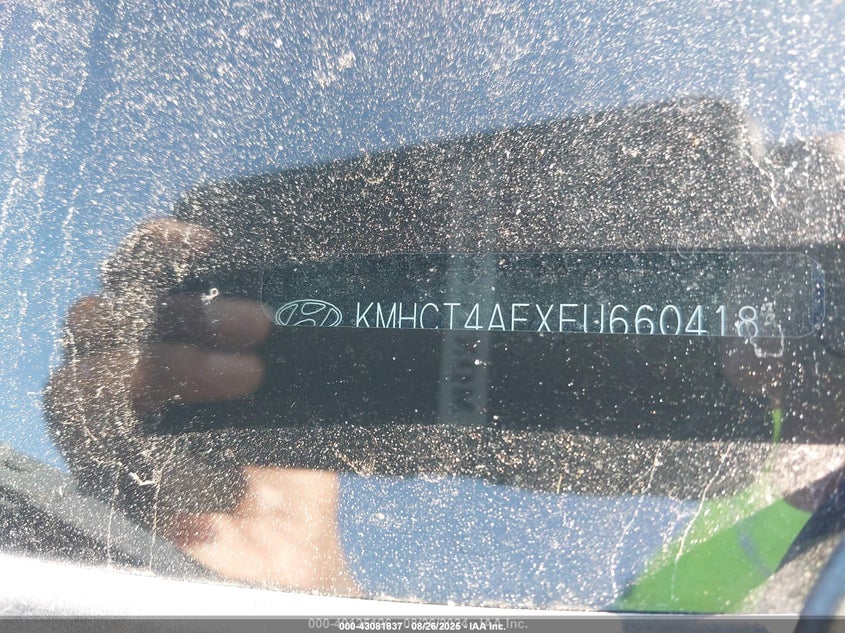 KMHCT4AEXEU660418
000-43081837 - 08/26/2025 - IAA Inc.